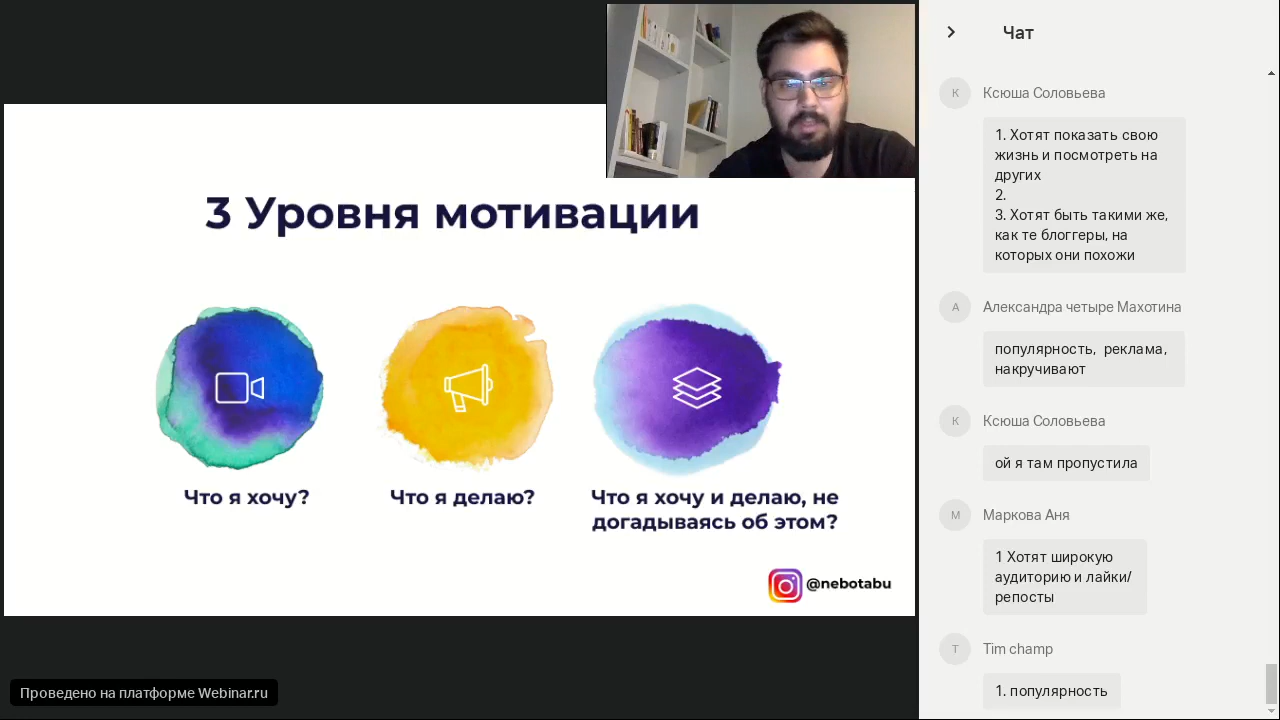 3 Уровня мотивации
Что я хочу?
Что я делаю?
Что я хочу и делаю, не
догадываясь об этом?
@nebotabu
Проведено на платформе Webinar.ru
Чат
К
Ксюша Соловьева
1. Хотят показать свою
жизнь и посмотреть на
других
2.
3. Хотят быть такими же,
как те блоггеры, на
которых они похожи
А
Александра четыре Махотина
популярность, реклама,
накручивают
К
Ксюша Соловьева
ой я там пропустила
М
Маркова Аня
1 Хотят широкую
аудиторию и лайки/
репосты
T
Tim champ
1. популярность